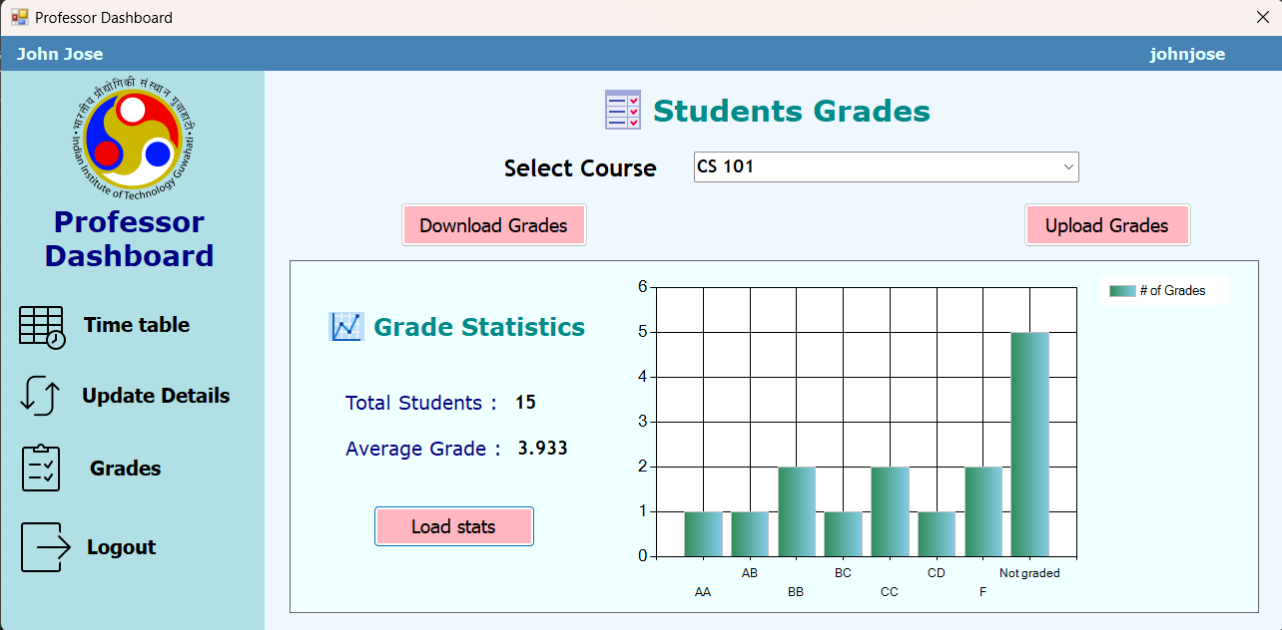 Professor Dashboard
John Jose
johnjose
भारतीय प्रौद्योगिकी संस्थान गुवाहाटी
Indian Institute of Technology Guwahati
Professor
Dashboard
Time table
Update Details
Grades
Logout
Students Grades
Select Course
CS 101
Download Grades
Upload Grades
Grade Statistics
Total Students : 15
Average Grade : 3.933
Load stats
# of Grades
6
5
4
3
2
1
0
AB BC CD Not graded
AA BB CC F